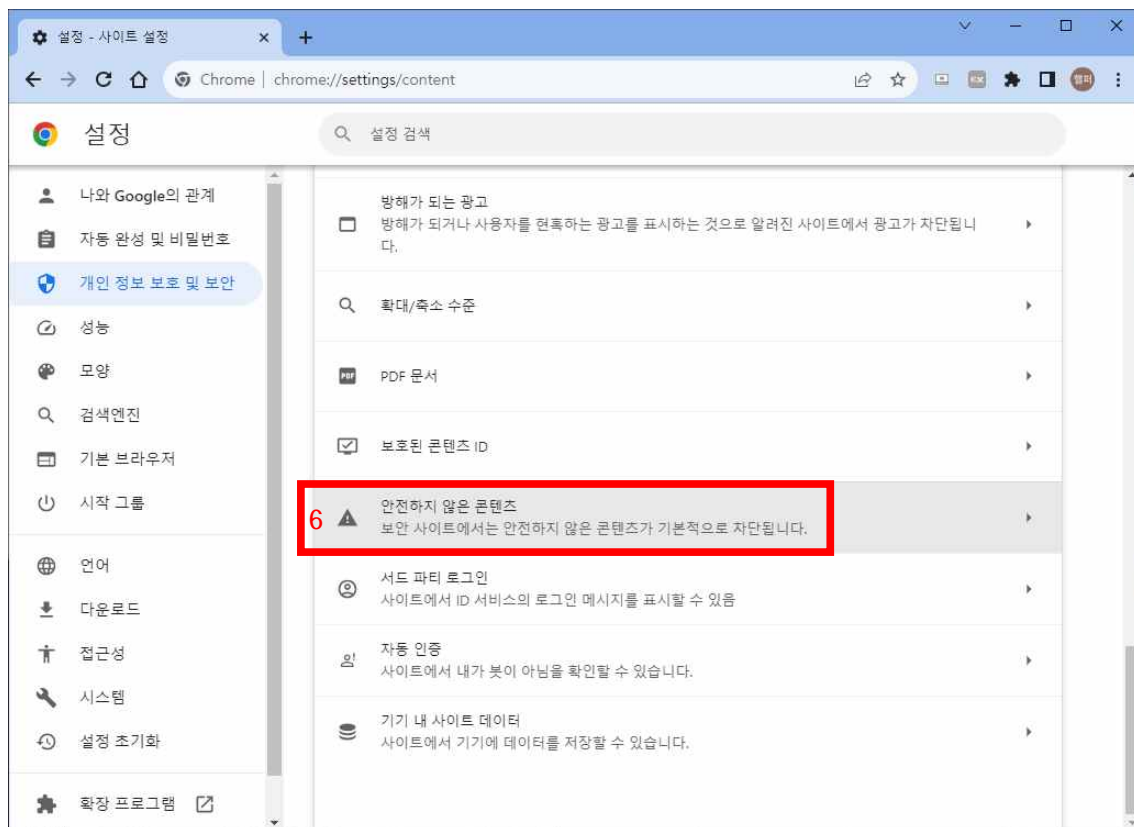 설정 - 사이트 설정
Chrome | chrome://settings/content
설정
설정 검색
나와 Google의 관계
자동 완성 및 비밀번호
개인 정보 보호 및 보안
성능
모양
검색엔진
기본 브라우저
시작 그룹
언어
다운로드
접근성
시스템
설정 초기화
확장 프로그램
방해가 되는 광고
방해가 되거나 사용자를 현혹하는 광고를 표시하는 것으로 알려진 사이트에서 광고가 차단됩니
다.
확대/축소 수준
PDF
PDF 문서
보호된 콘텐츠 ID
6
안전하지 않은 콘텐츠
보안 사이트에서는 안전하지 않은 콘텐츠가 기본적으로 차단됩니다.
서드 파티 로그인
사이트에서 ID 서비스의 로그인 메시지를 표시할 수 있음
자동 인증
사이트에서 내가 봇이 아님을 확인할 수 있습니다.
기기 내 사이트 데이터
사이트에서 기기에 데이터를 저장할 수 있습니다.